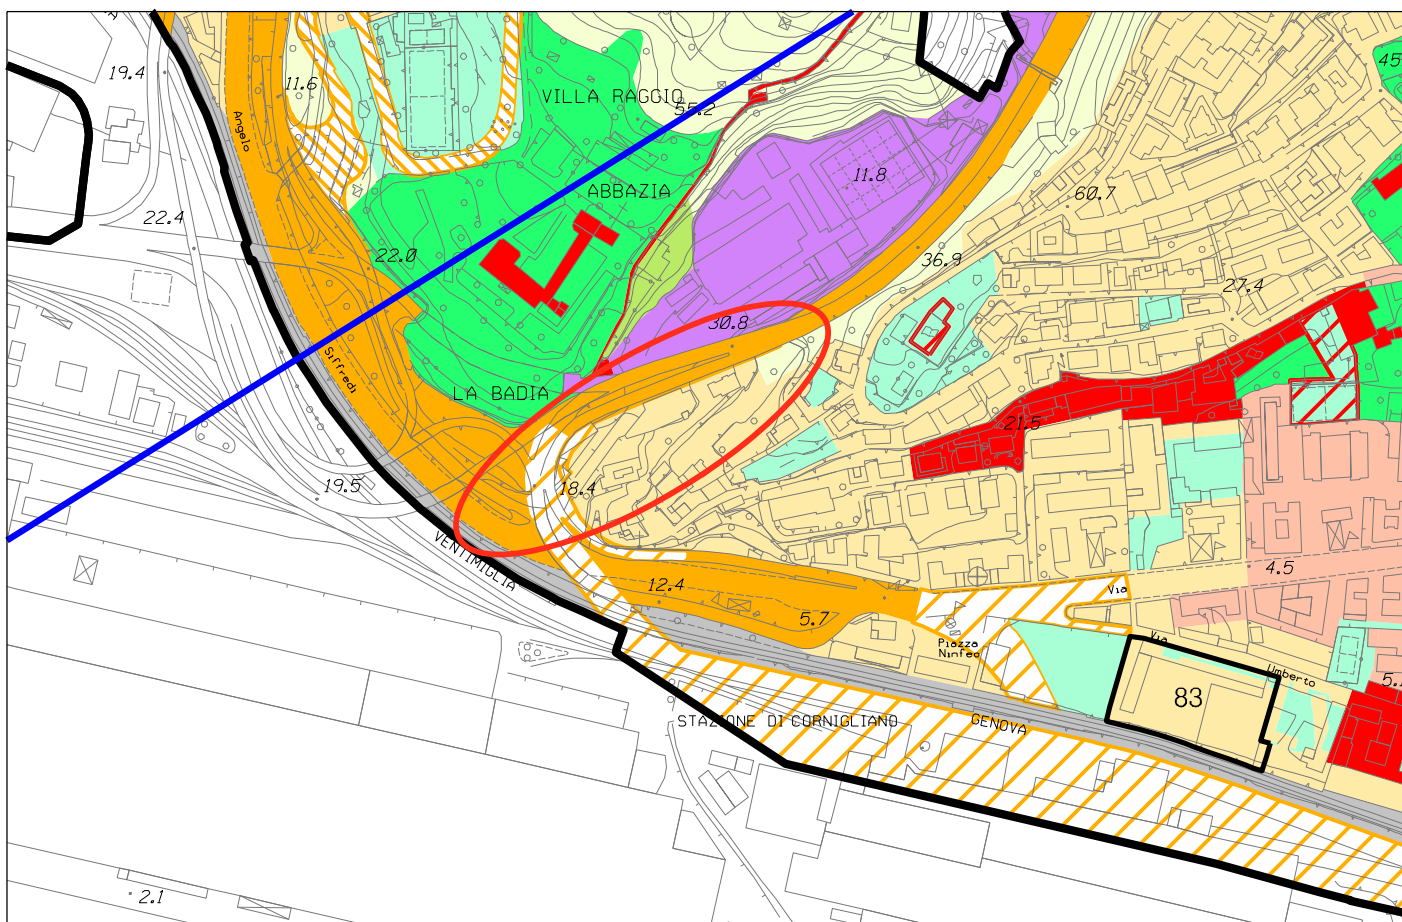 45
19.4
11.6
VILLA RAGGIO
55.2
Angelo
11.8
ABBAZIA
60.7
22.4
22.0
36.9
27.4
30.8
Siffredi
LA BADIA
21.5
18.4
19.5
VENTIMIGLIA
4.5
12.4
Via
5.7
Piazza
Ninfeo
Via
Umberto
5.
83
STAZIONE DI CORNIGLIANO
GENOVA
2.1